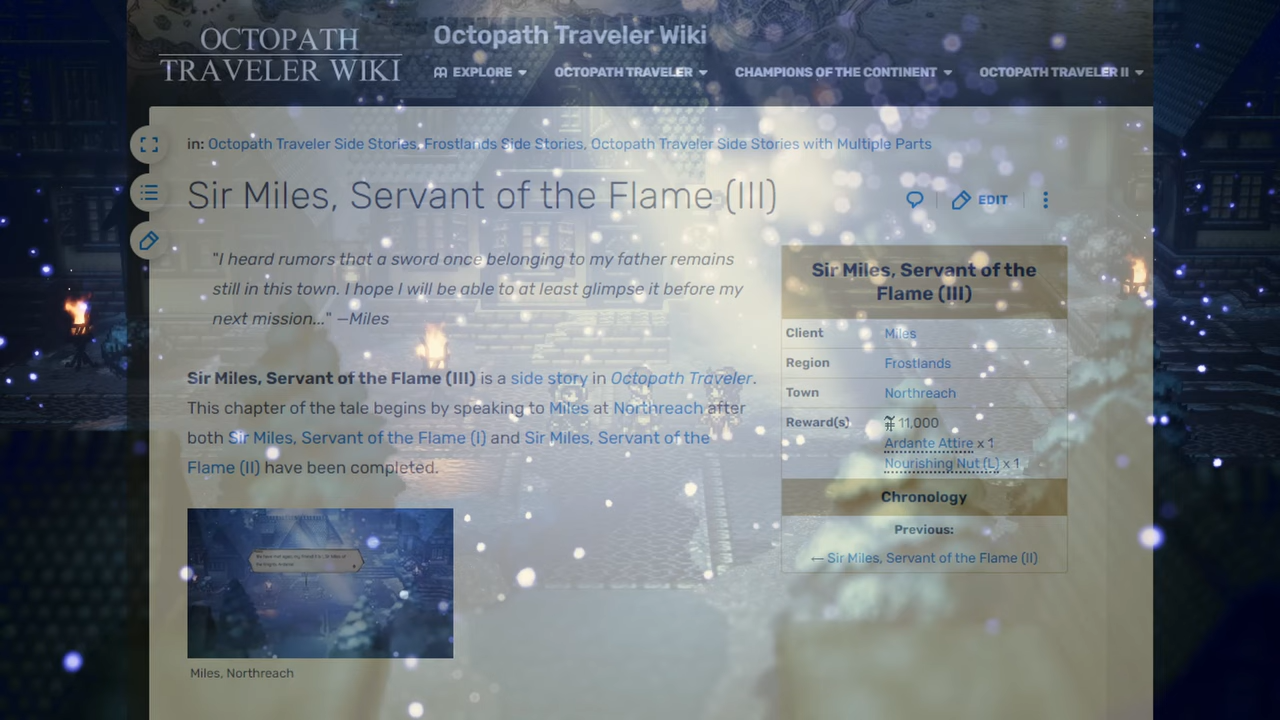 OCTOPATH
TRAVELER WIKI
Octopath Traveler Wiki
EXPLORE
OCTOPATH TRAVELER
CHAMPIONS OF THE CONTINENT
OCTOPATH TRAVELER II
in: Octopath Traveler Side Stories, Frostlands Side Stories, Octopath Traveler Side Stories with Multiple Parts
Sir Miles, Servant of the Flame (III)
EDIT
"I heard rumors that a sword once belonging to my father remains
still in this town. I hope I will be able to at least glimpse it before my
next mission..." —Miles
Sir Miles, Servant of the Flame (III) is a side story in Octopath Traveler.
This chapter of the tale begins by speaking to Miles at Northreach after
both Sir Miles, Servant of the Flame (I) and Sir Miles, Servant of the
Flame (II) have been completed.
Miles, Northreach
Sir Miles, Servant of the
Flame (III)
Client Miles
Region Frostlands
Town Northreach
Reward(s) 11,000
Ardante Attire x 1
Nourishing Nut (L) x 1
Chronology
Previous:
← Sir Miles, Servant of the Flame (II)